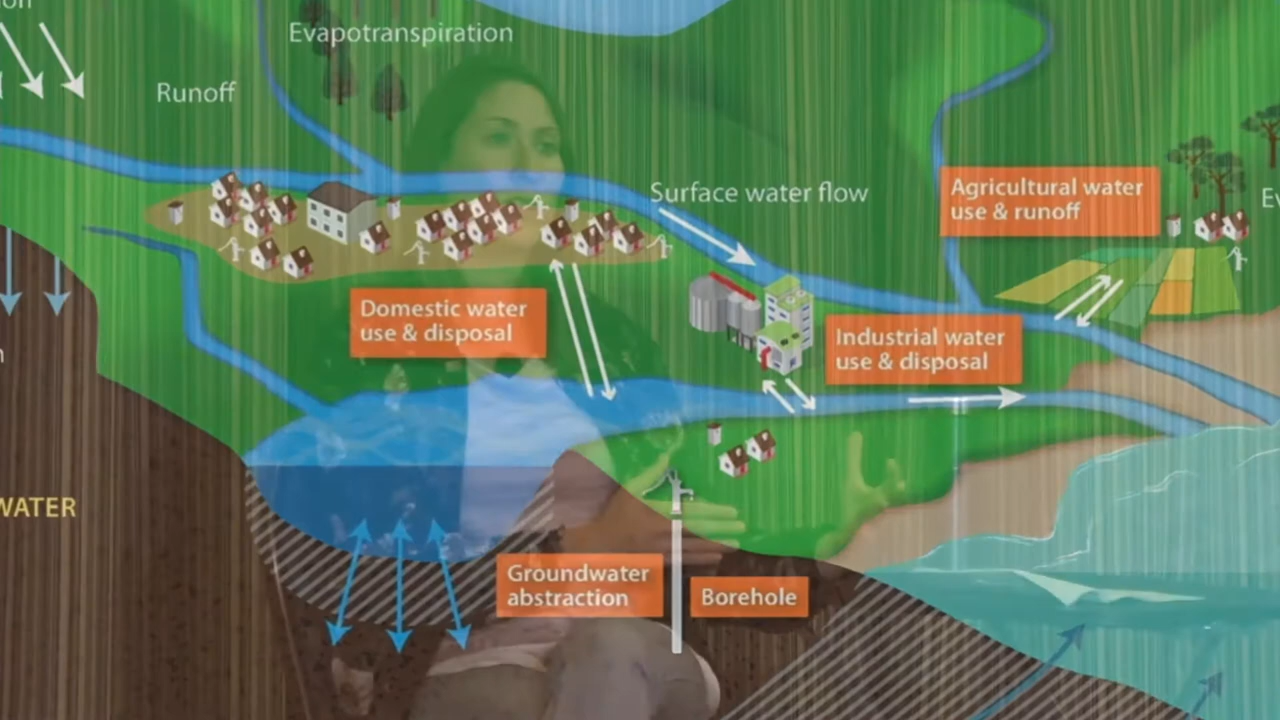 Evapotranspiration
Runoff
Surface water flow
Agricultural water
use & runoff
Domestic water
use & disposal
Industrial water
use & disposal
WATER
Groundwater
abstraction
Borehole